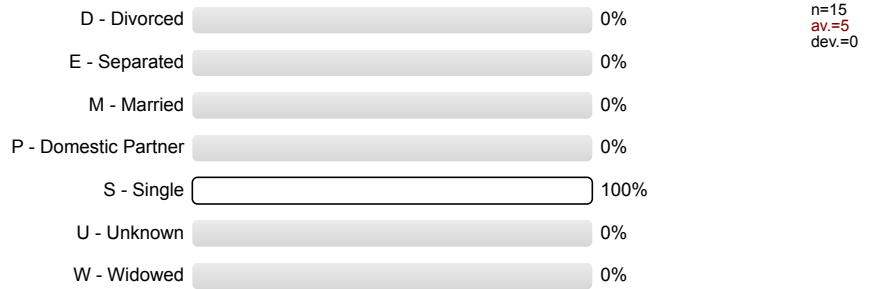 D - Divorced 0%
E - Separated 0%
M - Married 0%
P - Domestic Partner 0%
S - Single 100%
U - Unknown 0%
W - Widowed 0%
n=15
av.=5
dev.=0